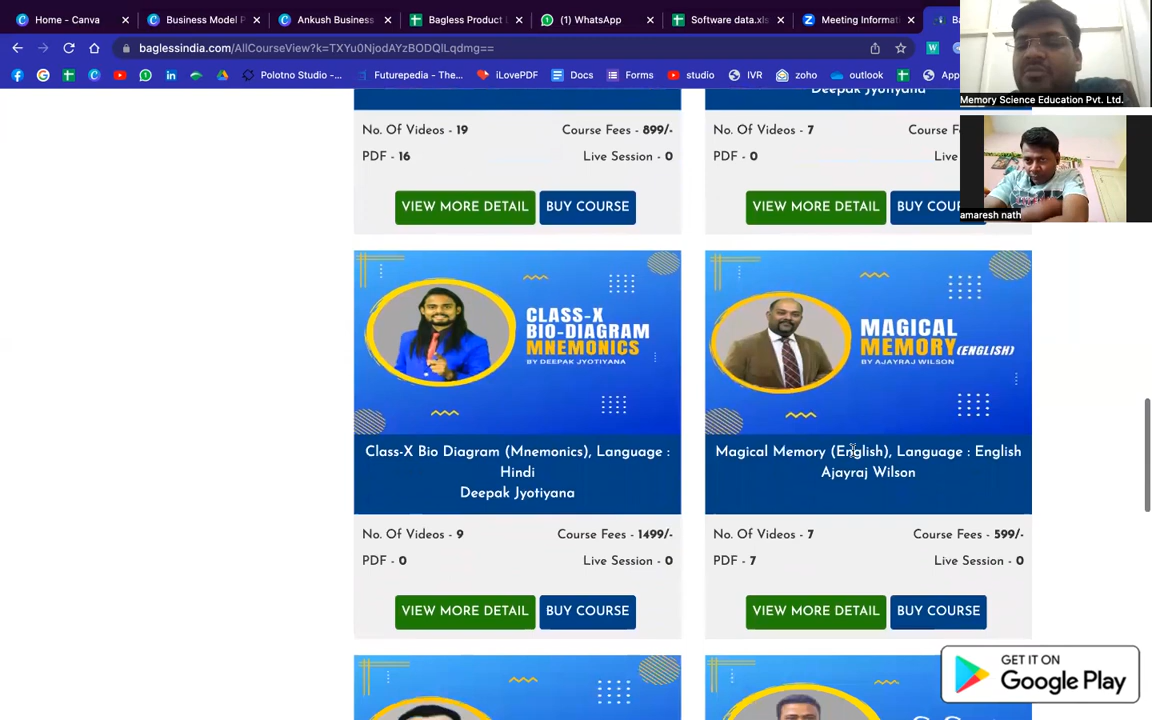 Home - Canva
Business Model P
Ankush Business
Bagless Product L
(1) WhatsApp
Software data.xls
Meeting Informat
Ba
baglessindia.com/AllCourseView?k=TXYu0NjodAYzBODQlLqdmg==
Polotno Studio -...
Futurepedia - The...
iLovePDF
Docs
Forms
studio
IVR
zoho
outlook
App
Memory Science Education Pvt. Ltd.
amaresh nath
Deepak Jyotiyana
No. Of Videos - 19
Course Fees - 899/-
PDF - 16
Live Session - 0
VIEW MORE DETAIL
BUY COURSE
No. Of Videos - 7
Course F
PDF - 0
Live
VIEW MORE DETAIL
BUY COU
CLASS-X
BIO-DIAGRAM
MNEMONICS
BY DEEPAK JYOTIYANA
Class-X Bio Diagram (Mnemonics), Language :
Hindi
Deepak Jyotiyana
No. Of Videos - 9
Course Fees - 1499/-
PDF - 0
Live Session - 0
VIEW MORE DETAIL
BUY COURSE
MAGICAL
MEMORY (ENGLISH)
BY AJAYRAJ WILSON
Magical Memory (English), Language : English
Ajayraj Wilson
No. Of Videos - 7
Course Fees - 599/-
PDF - 7
Live Session - 0
VIEW MORE DETAIL
BUY COURSE
GET IT ON
Google Play